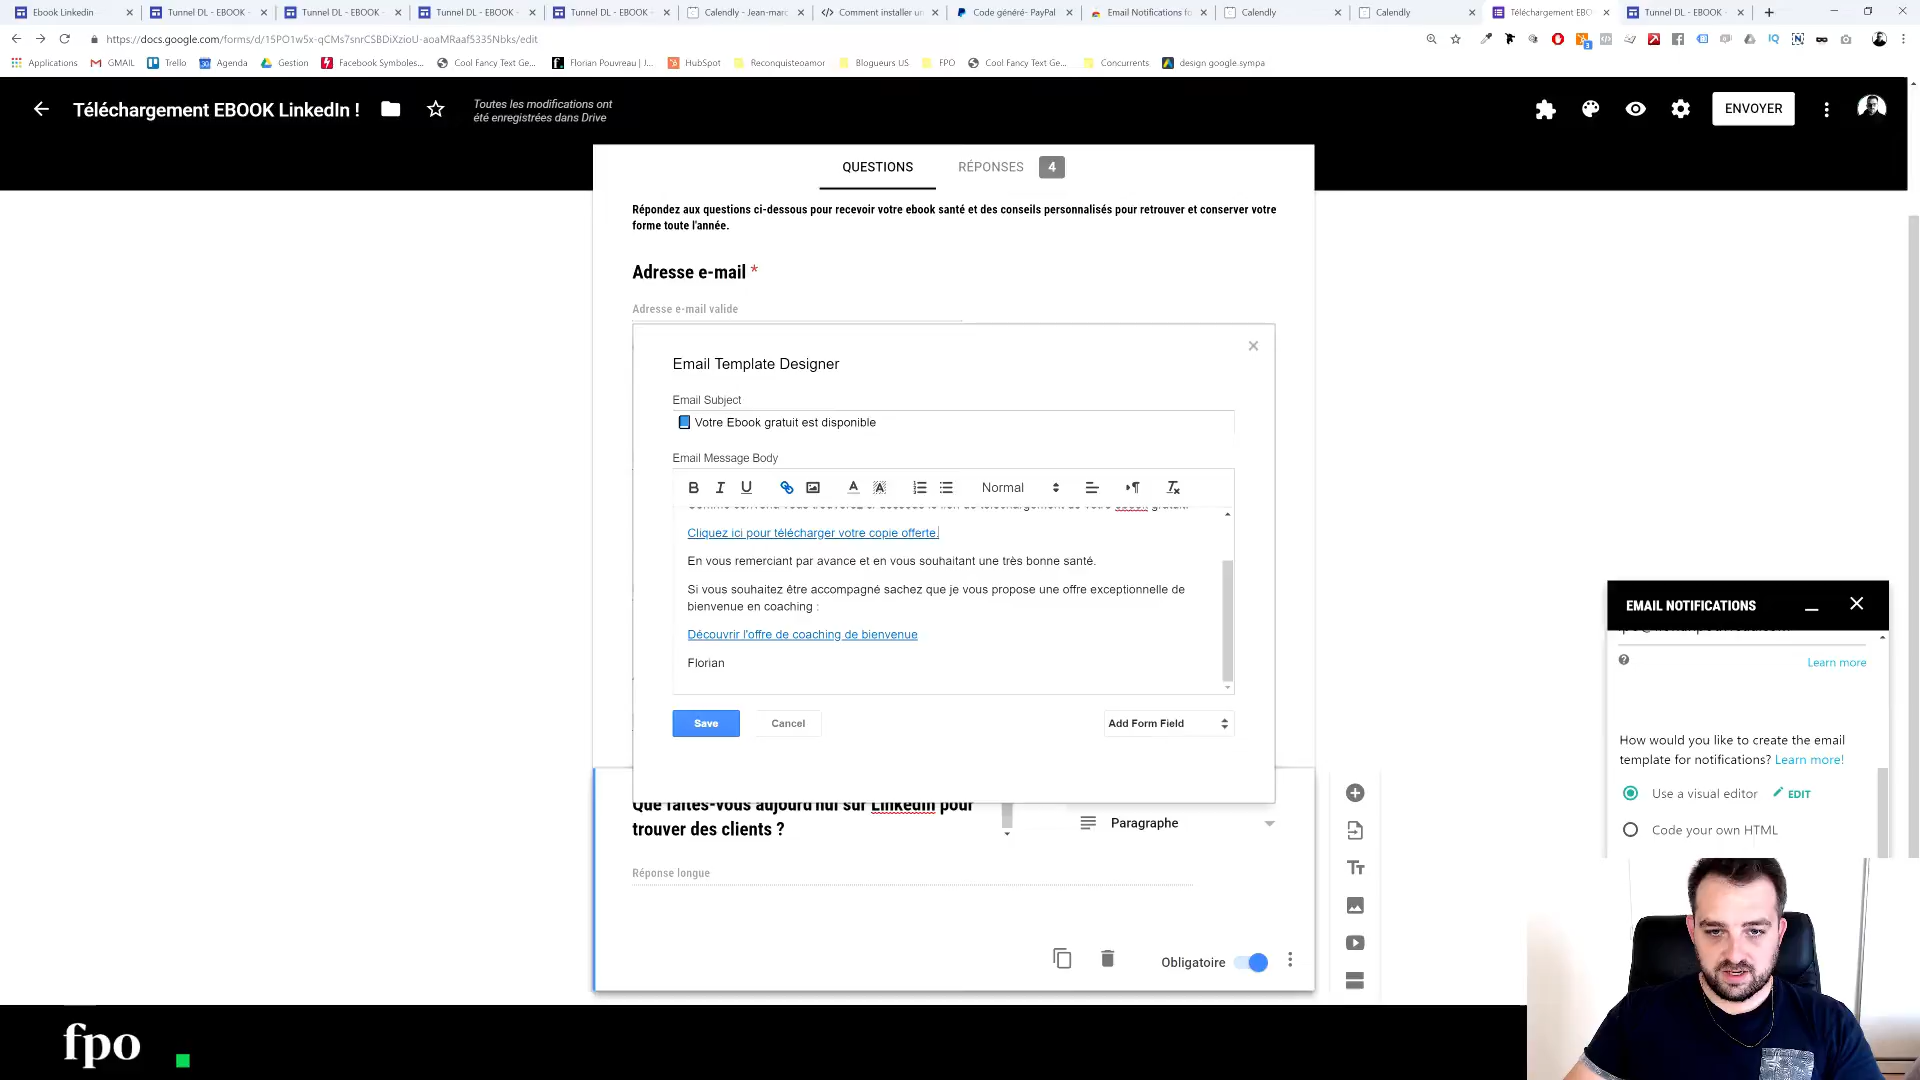 Ebook Linkedin
Tunnel DL - EBOOK -
Tunnel DL - EBOOK -
Tunnel DL - EBOOK -
Tunnel DL - EBOOK -
Calendly - Jean-marc
Comment installer un
Code généré- PayPal
Email Notifications fo
Calendly
Calendly
Téléchargement EBO
Tunnel DL - EBOOK -
https://docs.google.com/forms/d/15PO1w5x-qCMs7snrCSBDiXzioU-aoaMRaaf5335Nbks/edit
Applications
GMAIL
Trello
Agenda
Gestion
Facebook Symboles...
Cool Fancy Text Ge...
Florian Pouvreau | J...
HubSpot
Reconquisteoamor
Blogueurs US
FPO
Cool Fancy Text Ge...
Concurrents
design google.sympa
Téléchargement EBOOK LinkedIn !
Toutes les modifications ont
été enregistrées dans Drive
ENVOYER
QUESTIONS
RÉPONSES
4
Répondez aux questions ci-dessous pour recevoir votre ebook santé et des conseils personnalisés pour retrouver et conserver votre
forme toute l'année.
Adresse e-mail *
Adresse e-mail valide
Email Template Designer
Email Subject
Votre Ebook gratuit est disponible
Email Message Body
B I U
Normal
Cliquez ici pour télécharger votre copie offerte.
En vous remerciant par avance et en vous souhaitant une très bonne santé.
Si vous souhaitez être accompagné sachez que je vous propose une offre exceptionnelle de
bienvenue en coaching :
Découvrir l'offre de coaching de bienvenue
Florian
Save
Cancel
Add Form Field
Que faites-vous aujourd'hui sur LinkedIn pour
trouver des clients ?
Paragraphe
Réponse longue
Obligatoire
EMAIL NOTIFICATIONS
Learn more
How would you like to create the email
template for notifications? Learn more!
Use a visual editor
EDIT
Code your own HTML
fpo